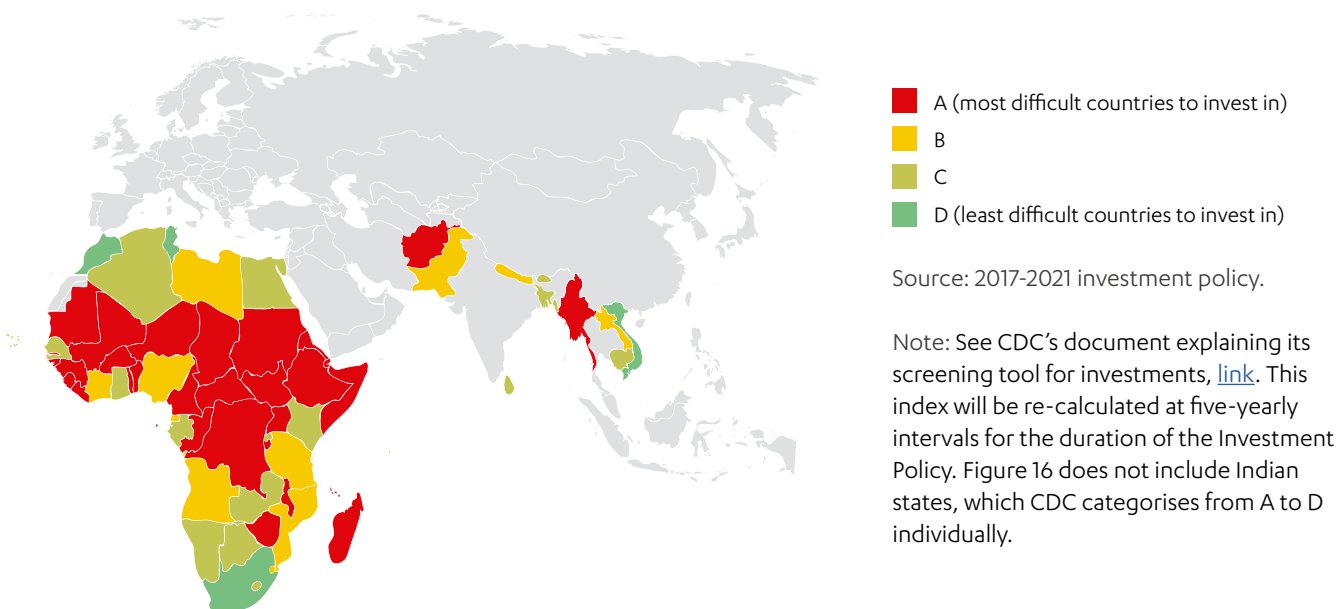 A (most difficult countries to invest in)
B
C
D (least difficult countries to invest in)
Source: 2017-2021 investment policy.
Note: See CDC’s document explaining its
screening tool for investments, link. This
index will be re-calculated at five-yearly
intervals for the duration of the Investment
Policy. Figure 16 does not include Indian
states, which CDC categorises from A to D
individually.